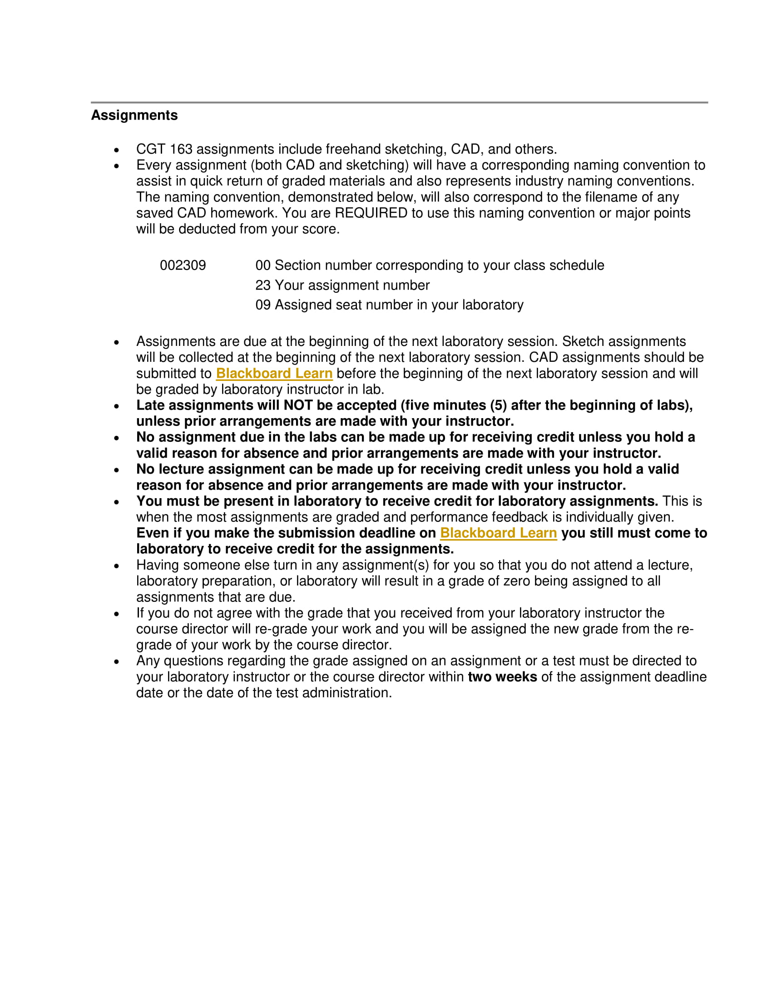 Assignments
• CGT 163 assignments include freehand sketching, CAD, and others.
• Every assignment (both CAD and sketching) will have a corresponding naming convention to
assist in quick return of graded materials and also represents industry naming conventions.
The naming convention, demonstrated below, will also correspond to the filename of any
saved CAD homework. You are REQUIRED to use this naming convention or major points
will be deducted from your score.
002309 00 Section number corresponding to your class schedule
23 Your assignment number
09 Assigned seat number in your laboratory
• Assignments are due at the beginning of the next laboratory session. Sketch assignments
will be collected at the beginning of the next laboratory session. CAD assignments should be
submitted to Blackboard Learn before the beginning of the next laboratory session and will
be graded by laboratory instructor in lab.
• Late assignments will NOT be accepted (five minutes (5) after the beginning of labs),
unless prior arrangements are made with your instructor.
• No assignment due in the labs can be made up for receiving credit unless you hold a
valid reason for absence and prior arrangements are made with your instructor.
• No lecture assignment can be made up for receiving credit unless you hold a valid
reason for absence and prior arrangements are made with your instructor.
• You must be present in laboratory to receive credit for laboratory assignments. This is
when the most assignments are graded and performance feedback is individually given.
Even if you make the submission deadline on Blackboard Learn you still must come to
laboratory to receive credit for the assignments.
• Having someone else turn in any assignment(s) for you so that you do not attend a lecture,
laboratory preparation, or laboratory will result in a grade of zero being assigned to all
assignments that are due.
• If you do not agree with the grade that you received from your laboratory instructor the
course director will re-grade your work and you will be assigned the new grade from the re-
grade of your work by the course director.
• Any questions regarding the grade assigned on an assignment or a test must be directed to
your laboratory instructor or the course director within two weeks of the assignment deadline
date or the date of the test administration.